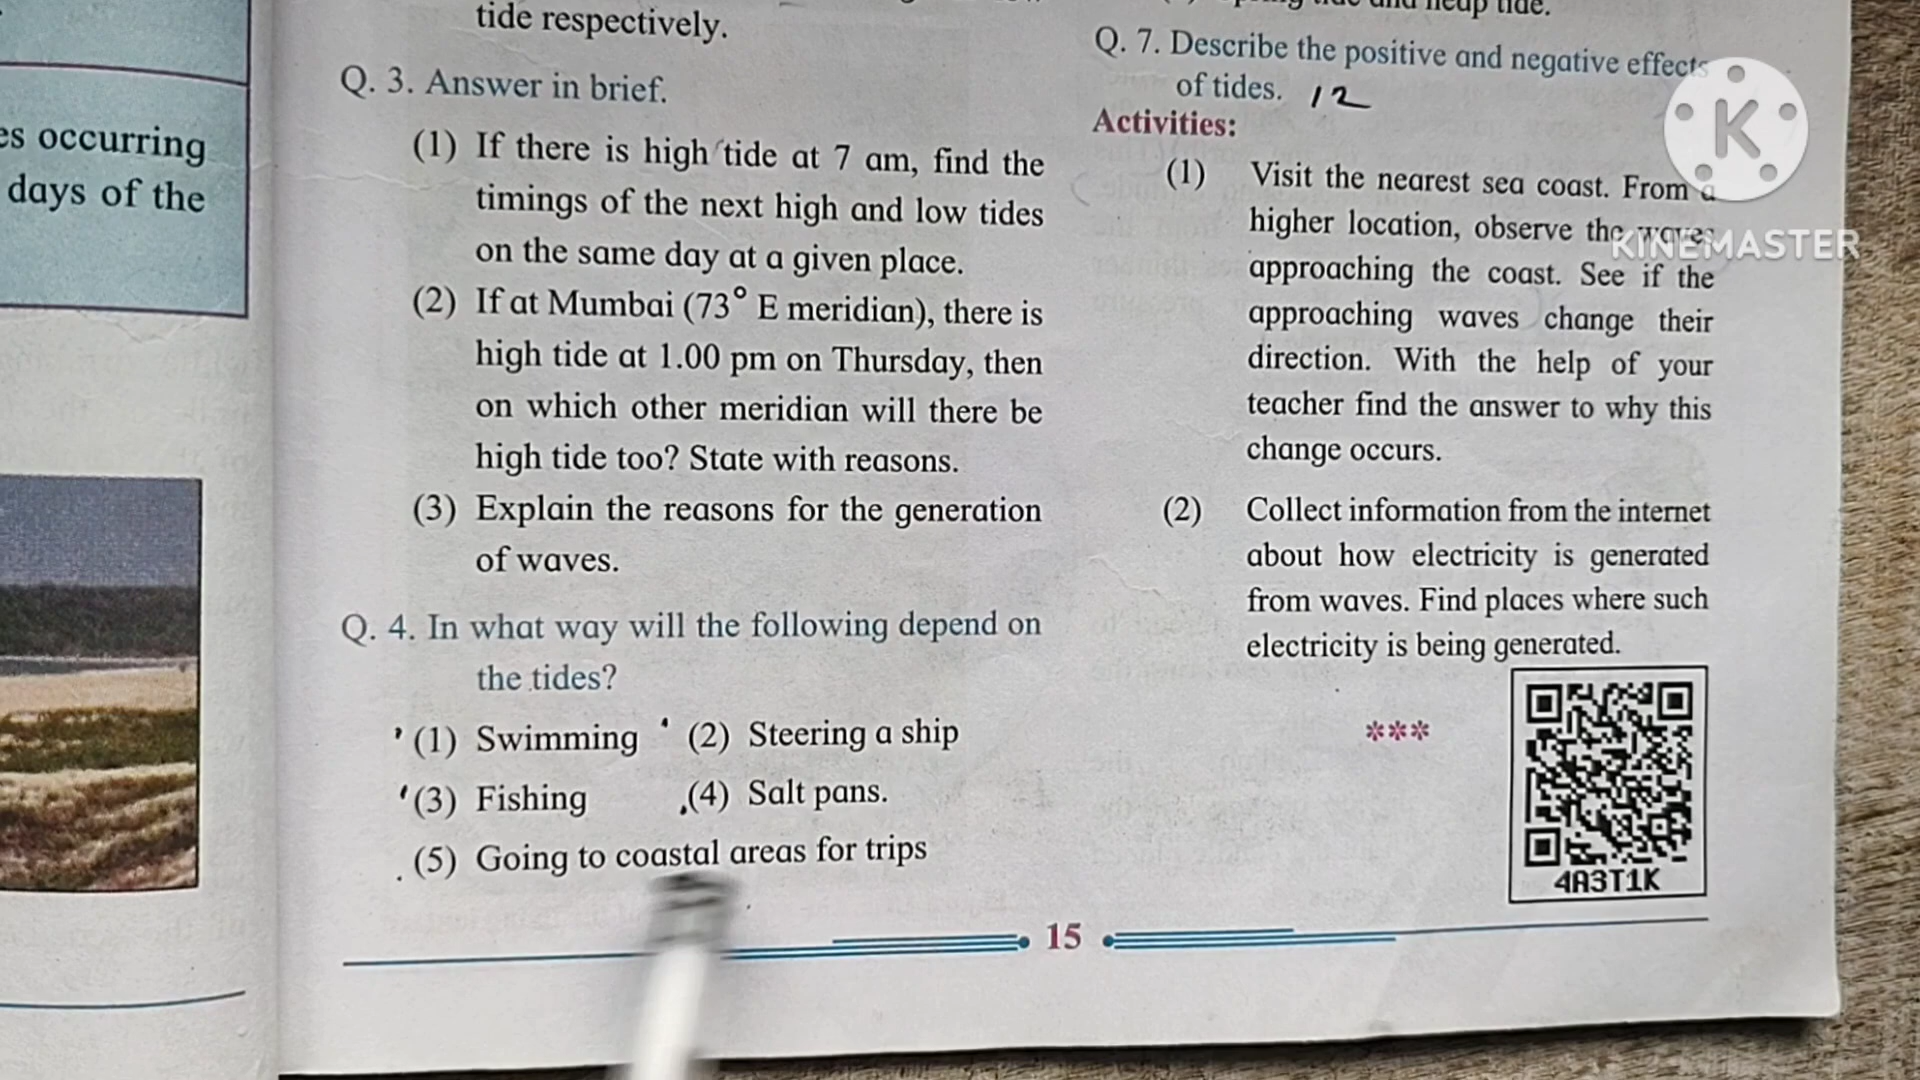 tide respectively.
Q. 3. Answer in brief.
(1) If there is high tide at 7 am, find the
timings of the next high and low tides
on the same day at a given place.
(2) If at Mumbai (73° E meridian), there is
high tide at 1.00 pm on Thursday, then
on which other meridian will there be
high tide too? State with reasons.
(3) Explain the reasons for the generation
of waves.
Q. 4. In what way will the following depend on
the tides?
(1) Swimming (2) Steering a ship
(3) Fishing (4) Salt pans.
(5) Going to coastal areas for trips
occurring
days of the
tide.
Q. 7. Describe the positive and negative effects
of tides. 12
Activities:
(1) Visit the nearest sea coast. From a
higher location, observe the waves
approaching the coast. See if the
approaching waves change their
direction. With the help of your
teacher find the answer to why this
change occurs.
(2) Collect information from the internet
about how electricity is generated
from waves. Find places where such
electricity is being generated.
***
4A3T1K
15
K
KINEMASTER